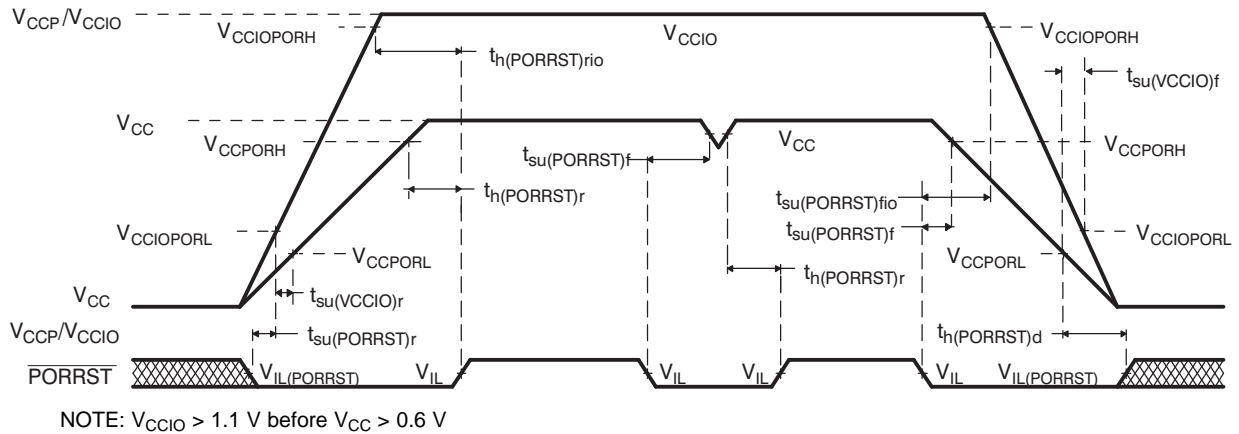 VCCP/VCCIO
VCCIOPORH
VCCIO
VCCIOPORH
th(PORRST)rio
tsu(VCCIO)f
VCC
VCCPORH
VCC
VCCPORH
tsu(PORRST)f
th(PORRST)r
tsu(PORRST)fio
VCCIOPORL
tsu(PORRST)f
VCCIOPORL
VCCPORL
VCCPORL
th(PORRST)r
VCC
tsu(VCCIO)r
VCCP/VCCIO
tsu(PORRST)r
th(PORRST)d
PORRST
VIL(PORRST)
VIL
VIL
VIL
VIL
VIL(PORRST)
NOTE: VCCIO > 1.1 V before VCC > 0.6 V